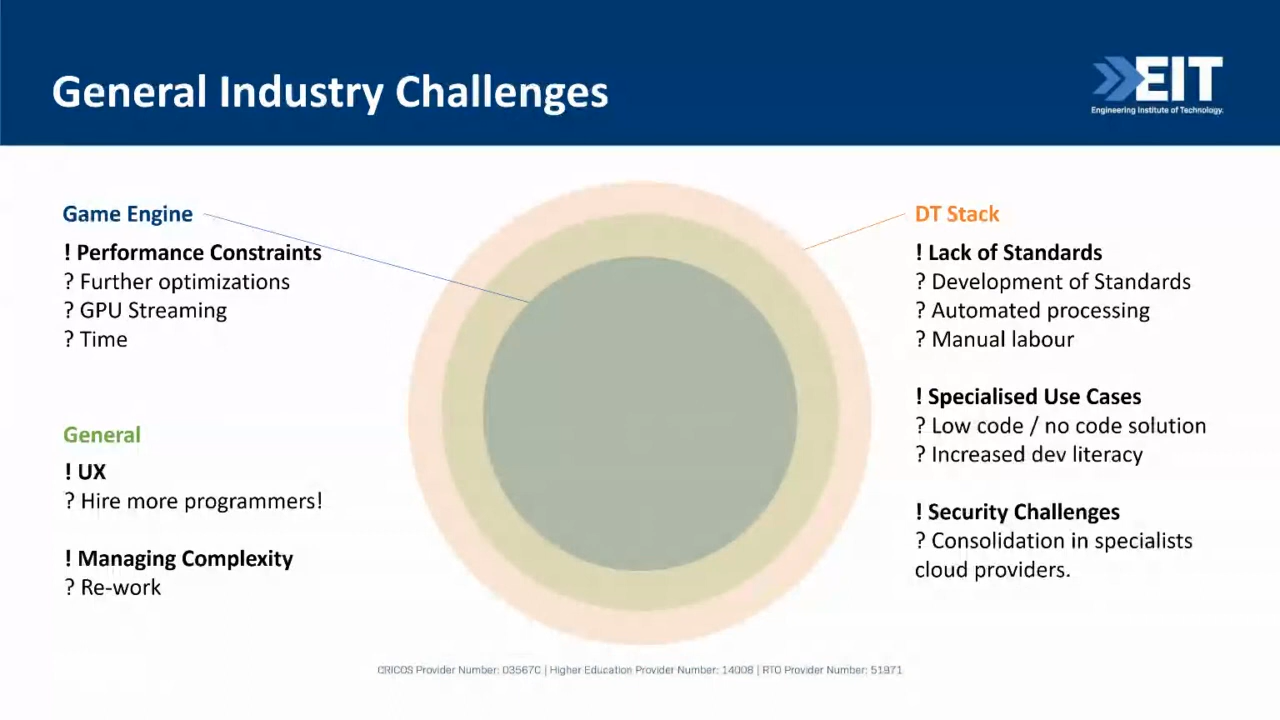 General Industry Challenges
EIT
Engineering Institute of Technology.
Game Engine
! Performance Constraints
? Further optimizations
? GPU Streaming
? Time
General
! UX
? Hire more programmers!
! Managing Complexity
? Re-work
DT Stack
! Lack of Standards
? Development of Standards
? Automated processing
? Manual labour
! Specialised Use Cases
? Low code / no code solution
? Increased dev literacy
! Security Challenges
? Consolidation in specialists
cloud providers.
CRICOS Provider Number: 03567C | Higher Education Provider Number: 14008 | RTO Provider Number: 51971